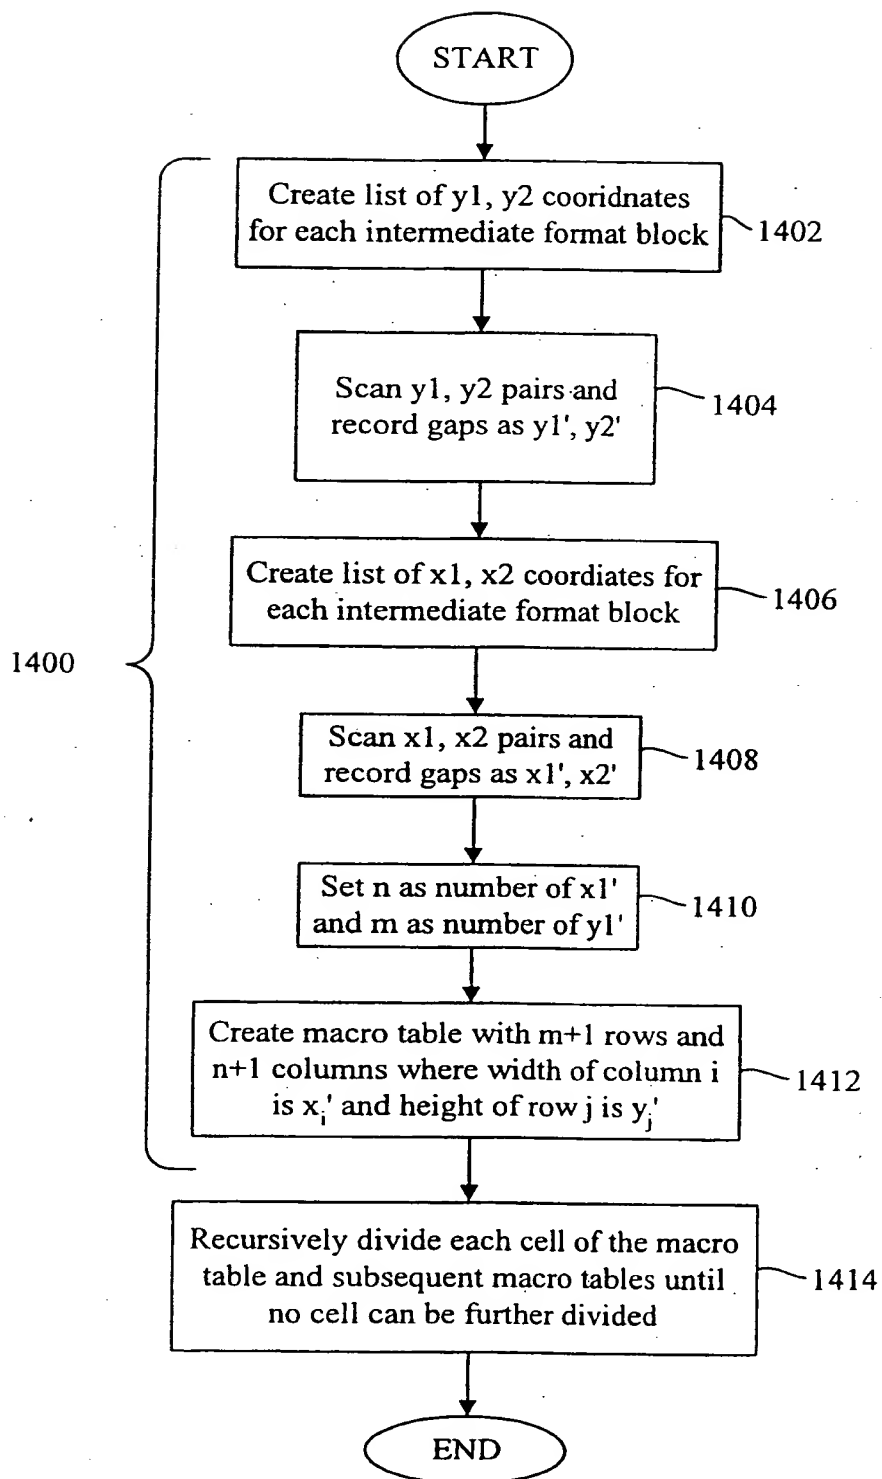 START
Create list of y1, y2 cooridnates
for each intermediate format block
1402
Scan y1, y2 pairs and
record gaps as y1', y2'
1404
Create list of x1, x2 coordiates for
each intermediate format block
1406
1400
Scan x1, x2 pairs and
record gaps as x1', x2'
1408
Set n as number of x1'
and m as number of y1'
1410
Create macro table with m+1 rows and
n+1 columns where width of column i
is xi' and height of row j is yj'
1412
Recursively divide each cell of the macro
table and subsequent macro tables until
no cell can be further divided
1414
END